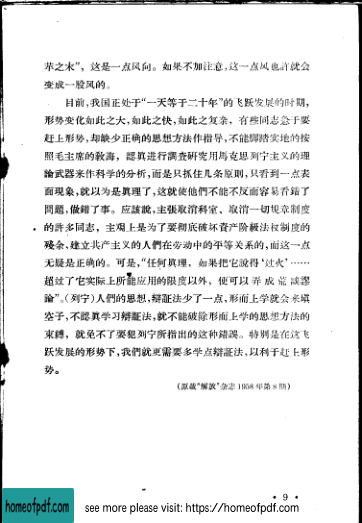 苹之末”，这是一点风向。如果不加注意，这一点风也許就会
变成一股风的。
目前，我国正处于“一天等于二十年”的飞跃发展的时期，
形势变化如此之大，如此之快，如此之复杂，有些同志急于要
赶上形势，却缺少正确的思想方法作指导，不能脚踏实地的按
照毛主席的敎海，認真进行調查研究用馬克思列宁主义的理
論武器来作科学的分析，而是只抓住几条原則，只看到一点表
面現象，就以为是真理了，这就使他們不能不反而容易看錯了
問題，做錯了事。应該說，主張取消科室、取消一切規章制度
的許多同志，主观上是为了要彻底破坏資产阶級法权制度的
殘余，建立共产主义的人們在劳动中的平等关系的，而这一点
无疑是正确的。可是，“任何真理，如果把它說得‘过火’……
超过了它实际上所能应用的限度以外，便可以弄成荒誕謬
論”。（列宁）人們的思想，辯証法少了一点，形而上学就会来填
空子，不認真学习辯証法，就不能破除形而上学的思想方法的
束縛，就免不了要犯列宁所指出的这种錯誤。特別是在这飞
跃发展的形势下，我們就更需要多学点辯証法，以利于赶上形
势。
（原載“解放”杂志1958年第8期）
• 9 •
homeofpdf.com
see more please visit: https://homeofpdf.com